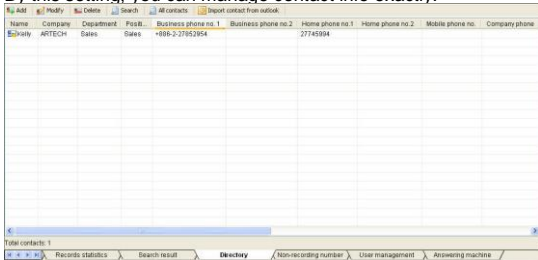 By this setting, you can manage contact info exactly.
Add Modify Delete Search All contacts Import contact from outlook
Name Company Department Positi... Business phone no. 1 Business phone no.2 Home phone no.1 Home phone no.2 Mobile phone no. Company phone
Kelly ARTECH Sales Sales +886-2-27852954 27745994
Total contacts: 1
Records statistics Search result Directory Non-recording number User management Answering machine